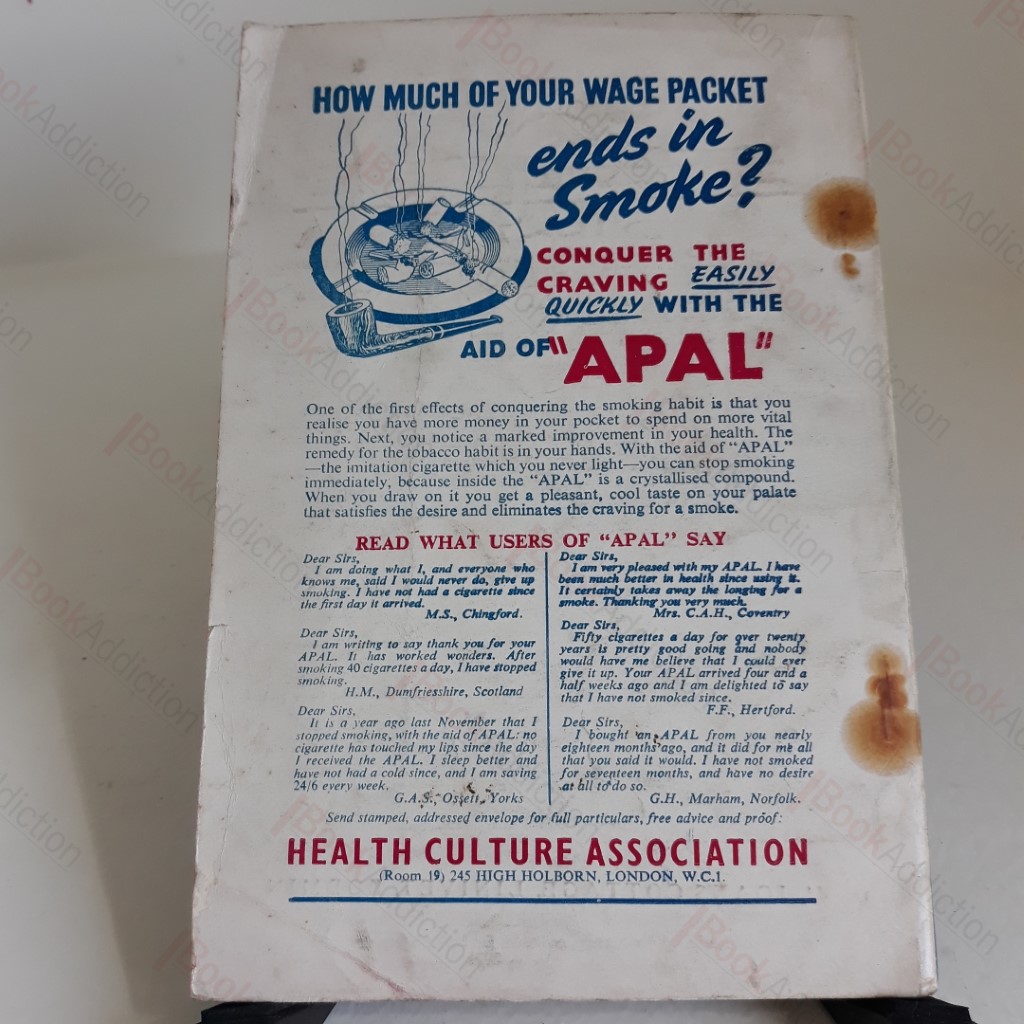 HOW MUCH OF YOUR WAGE PACKET
ends in
Smoke?
CONQUER THE
CRAVING EASILY
QUICKLY WITH THE
AID OF "APAL"
One of the first effects of conquering the smoking habit is that you
realise you have more money in your pocket to spend on more vital
things. Next, you notice a marked improvement in your health. The
remedy for the tobacco habit is in your hands. With the aid of "APAL"
—the imitation cigarette which you never light—you can stop smoking
immediately, because inside the "APAL" is a crystallised compound.
When you draw on it you get a pleasant, cool taste on your palate
that satisfies the desire and eliminates the craving for a smoke.
READ WHAT USERS OF "APAL" SAY
Dear Sirs,
I am doing what I, and everyone who
knows me, said I would never do, give up
smoking. I have not had a cigarette since
the first day it arrived.
M.S., Chingford.
Dear Sirs,
I am writing to say thank you for your
APAL. It has worked wonders. After
smoking 40 cigarettes a day, I have stopped
smoking.
H.M., Dumfriesshire, Scotland
Dear Sirs,
It is a year ago last November that I
stopped smoking, with the aid of APAL: no
cigarette has touched my lips since the day
I received the APAL. I sleep better and
have not had a cold since, and I am saving
24/6 every week.
G.A.S., Ossett, Yorks
Dear Sirs,
I am very pleased with my APAL. I have
been much better in health since using it.
It certainly takes away the longing for a
smoke. Thanking you very much.
Mrs. C.A.H., Coventry
Dear Sirs,
Fifty cigarettes a day for over twenty
years is pretty good going and nobody
would have me believe that I could ever
give it up. Your APAL arrived four and a
half weeks ago and I am delighted to say
that I have not smoked since.
F.F., Hertford.
Dear Sirs,
I bought an APAL from you nearly
eighteen months ago, and it did for me all
that you said it would. I have not smoked
for seventeen months, and have no desire
at all to do so.
G.H., Marham, Norfolk.
Send stamped, addressed envelope for full particulars, free advice and proof:
HEALTH CULTURE ASSOCIATION
(Room 19) 245 HIGH HOLBORN, LONDON, W.C.1.
BookAddiction